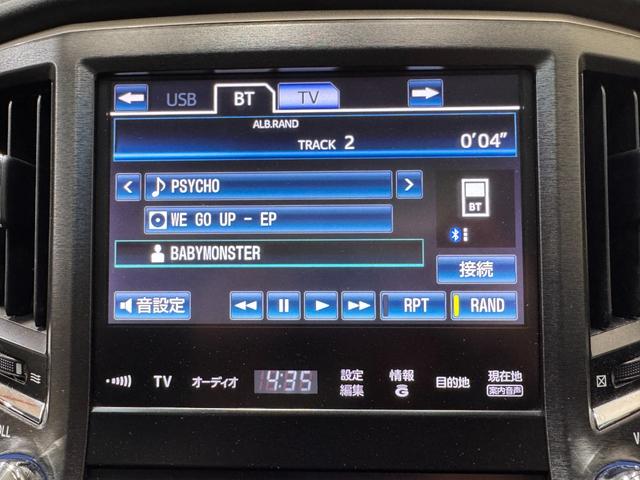 USB BT TV
ALB.RAND
TRACK 2 0'04"
PSYCHO
WE GO UP - EP
BT
BABYMONSTER
接続
音設定 RPT RAND
TV オーディオ 14:35 設定編集 情報G 目的地 現在地
案内音声